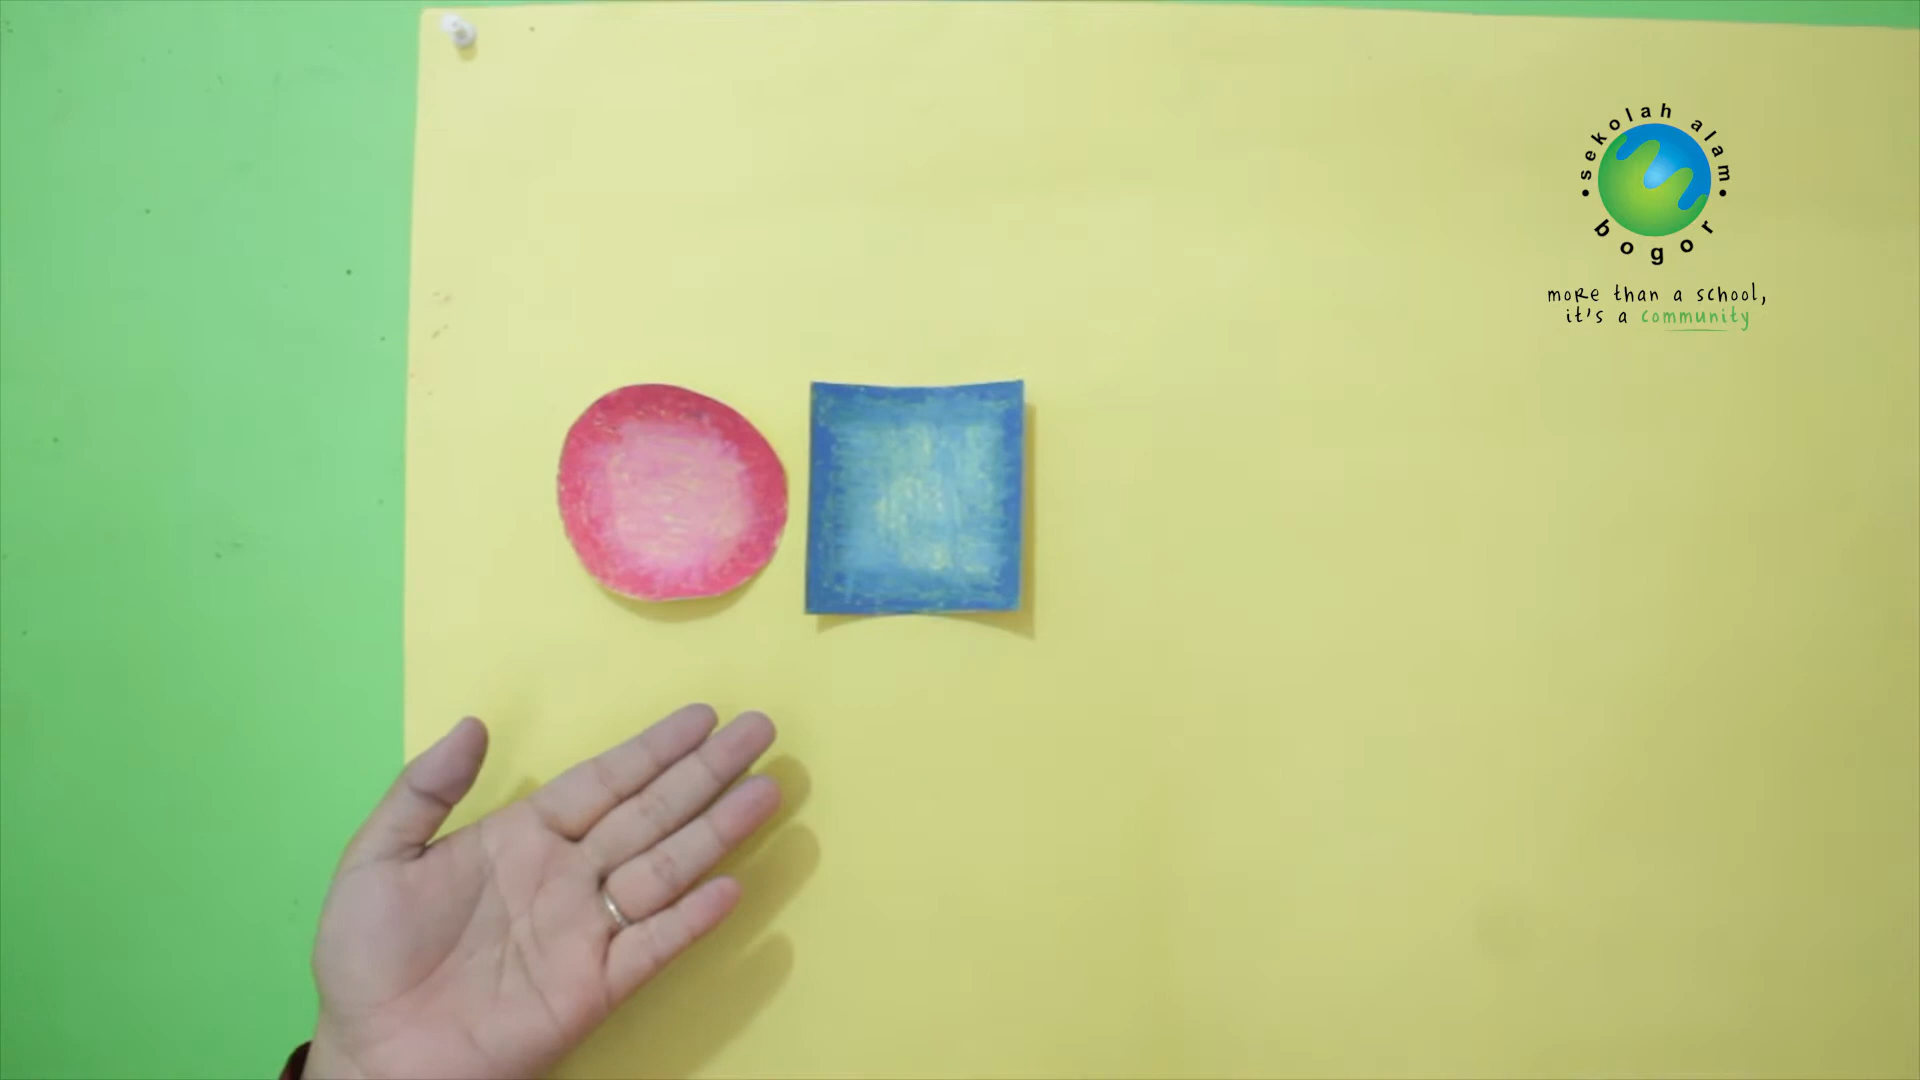 sekolah alam
bogor
more than a school,
it's a community